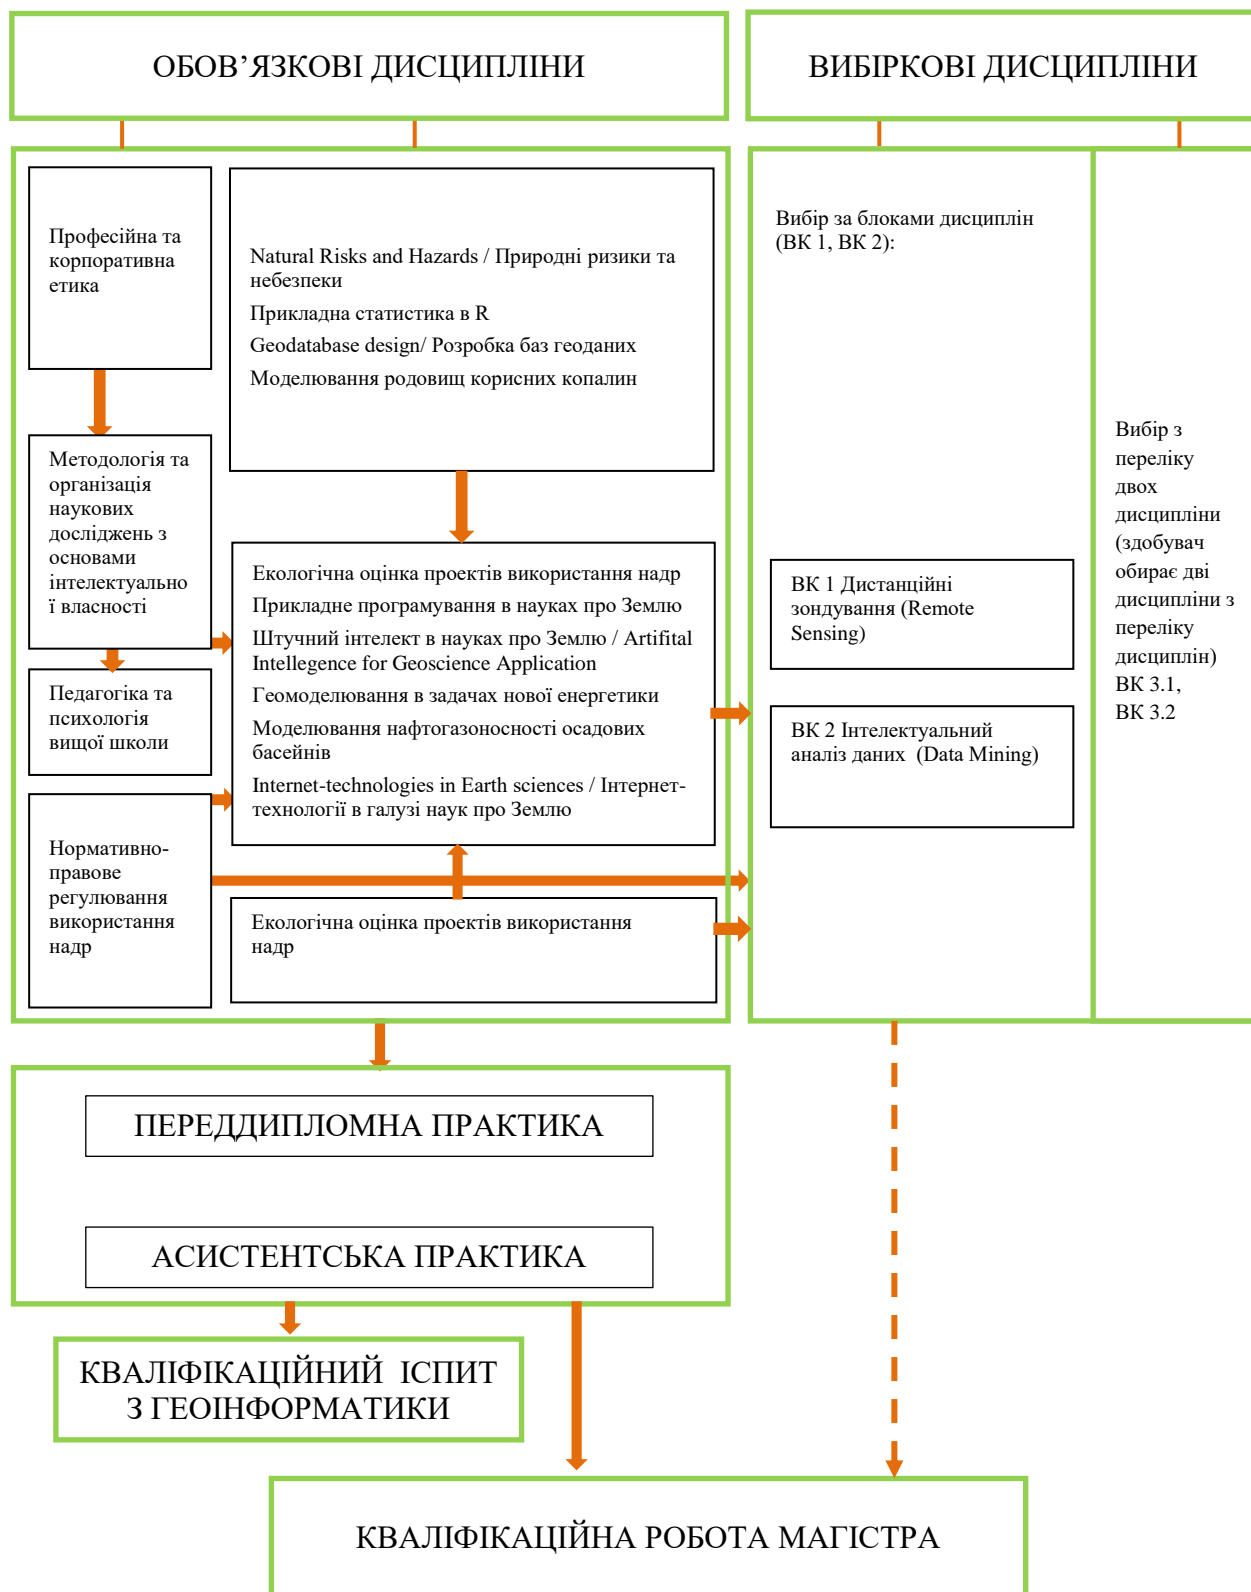 ОБОВ’ЯЗКОВІ ДИСЦИПЛІНИ
ВИБІРКОВІ ДИСЦИПЛІНИ
Професійна та
корпоративна
етика
Natural Risks and Hazards / Природні ризики та
небезпеки
Прикладна статистика в R
Geodatabase design/ Розробка баз геоданих
Моделювання родовищ корисних копалин
Методологія та
організація
наукових
досліджень з
основами
інтелектуально
ї власності
Педагогіка та
психологія
вищої школи
Нормативно-
правове
регулювання
використання
надр
Екологічна оцінка проектів використання надр
Прикладне програмування в науках про Землю
Штучний інтелект в науках про Землю / Artifital
Intellegence for Geoscience Application
Геомоделювання в задачах нової енергетики
Моделювання нафтогазоносності осадових
басейнів
Internet-technologies in Earth sciences / Інтернет-
технології в галузі наук про Землю
Екологічна оцінка проектів використання
надр
Вибір за блоками дисциплін
(ВК 1, ВК 2):
ВК 1 Дистанційні
зондування (Remote
Sensing)
ВК 2 Інтелектуальний
аналіз даних  (Data Mining)
Вибір з
переліку
двох
дисципліни
(здобувач
обирає дві
дисципліни з
переліку
дисциплін)
ВК 3.1,
ВК 3.2
ПЕРЕДДИПЛОМНА ПРАКТИКА
АСИСТЕНТСЬКА ПРАКТИКА
КВАЛІФІКАЦІЙНИЙ  ІСПИТ
З ГЕОІНФОРМАТИКИ
КВАЛІФІКАЦІЙНА РОБОТА МАГІСТРА